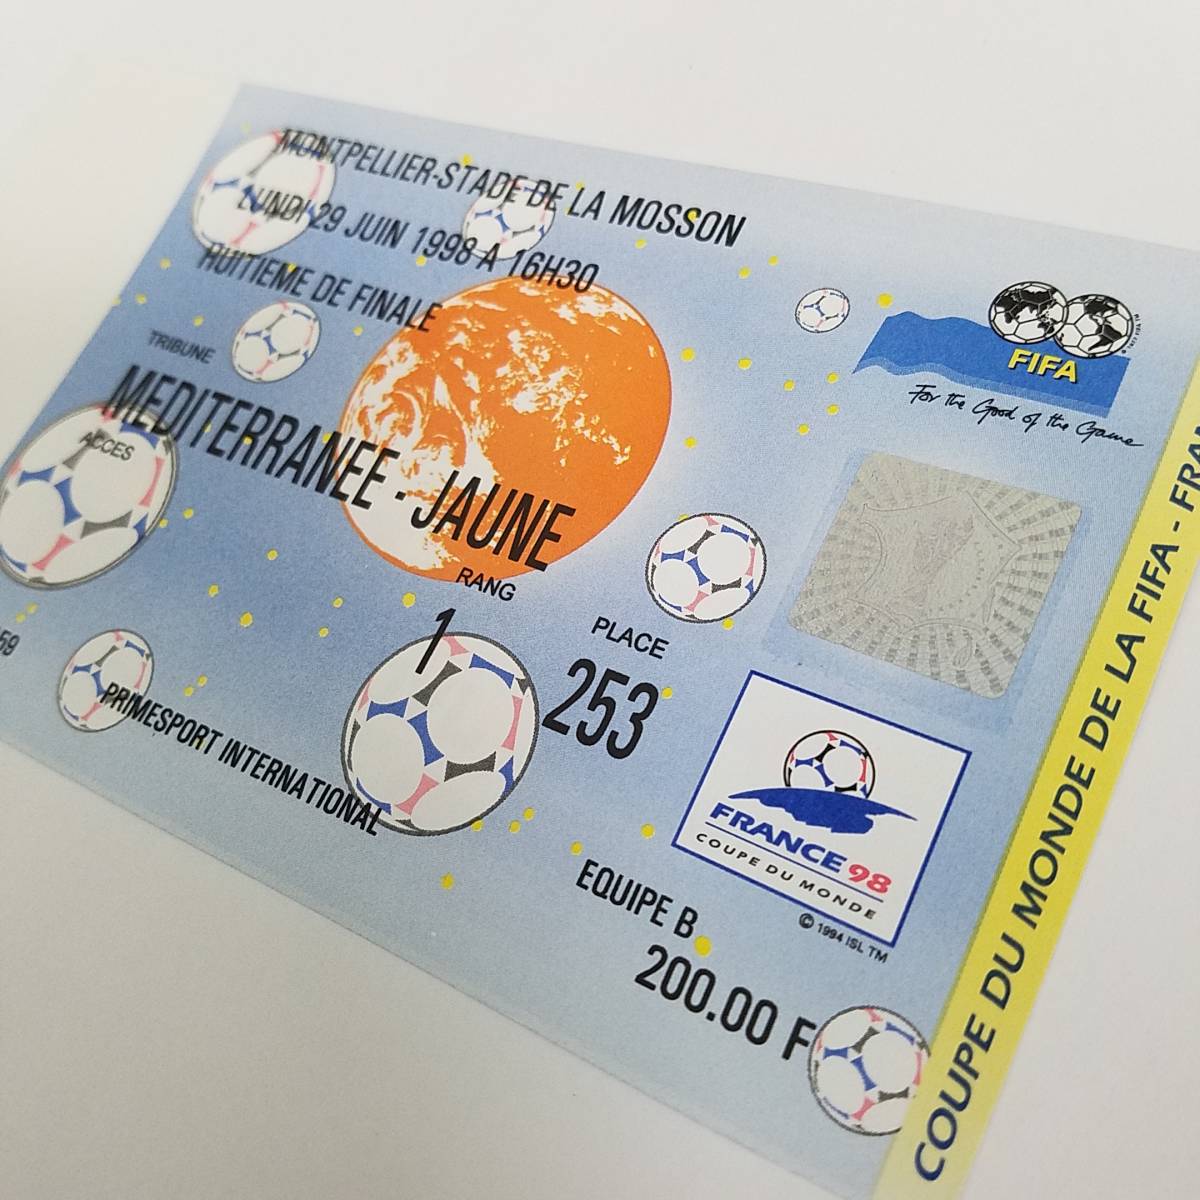 MONTPELLIER-STADE DE LA MOSSON
LUNDI 29 JUIN 1998 A 16H30
HUITIEME DE FINALE
TRIBUNE
MEDITERRANEE - JAUNE
ACCES
RANG
1
PLACE
253
59
PRIMESPORT INTERNATIONAL
EQUIPE B
200.00 F
FIFA
For the Good of the Game
FRANCE 98
COUPE DU MONDE
© 1994 ISL TM
COUPE DU MONDE DE LA FIFA - FRAN